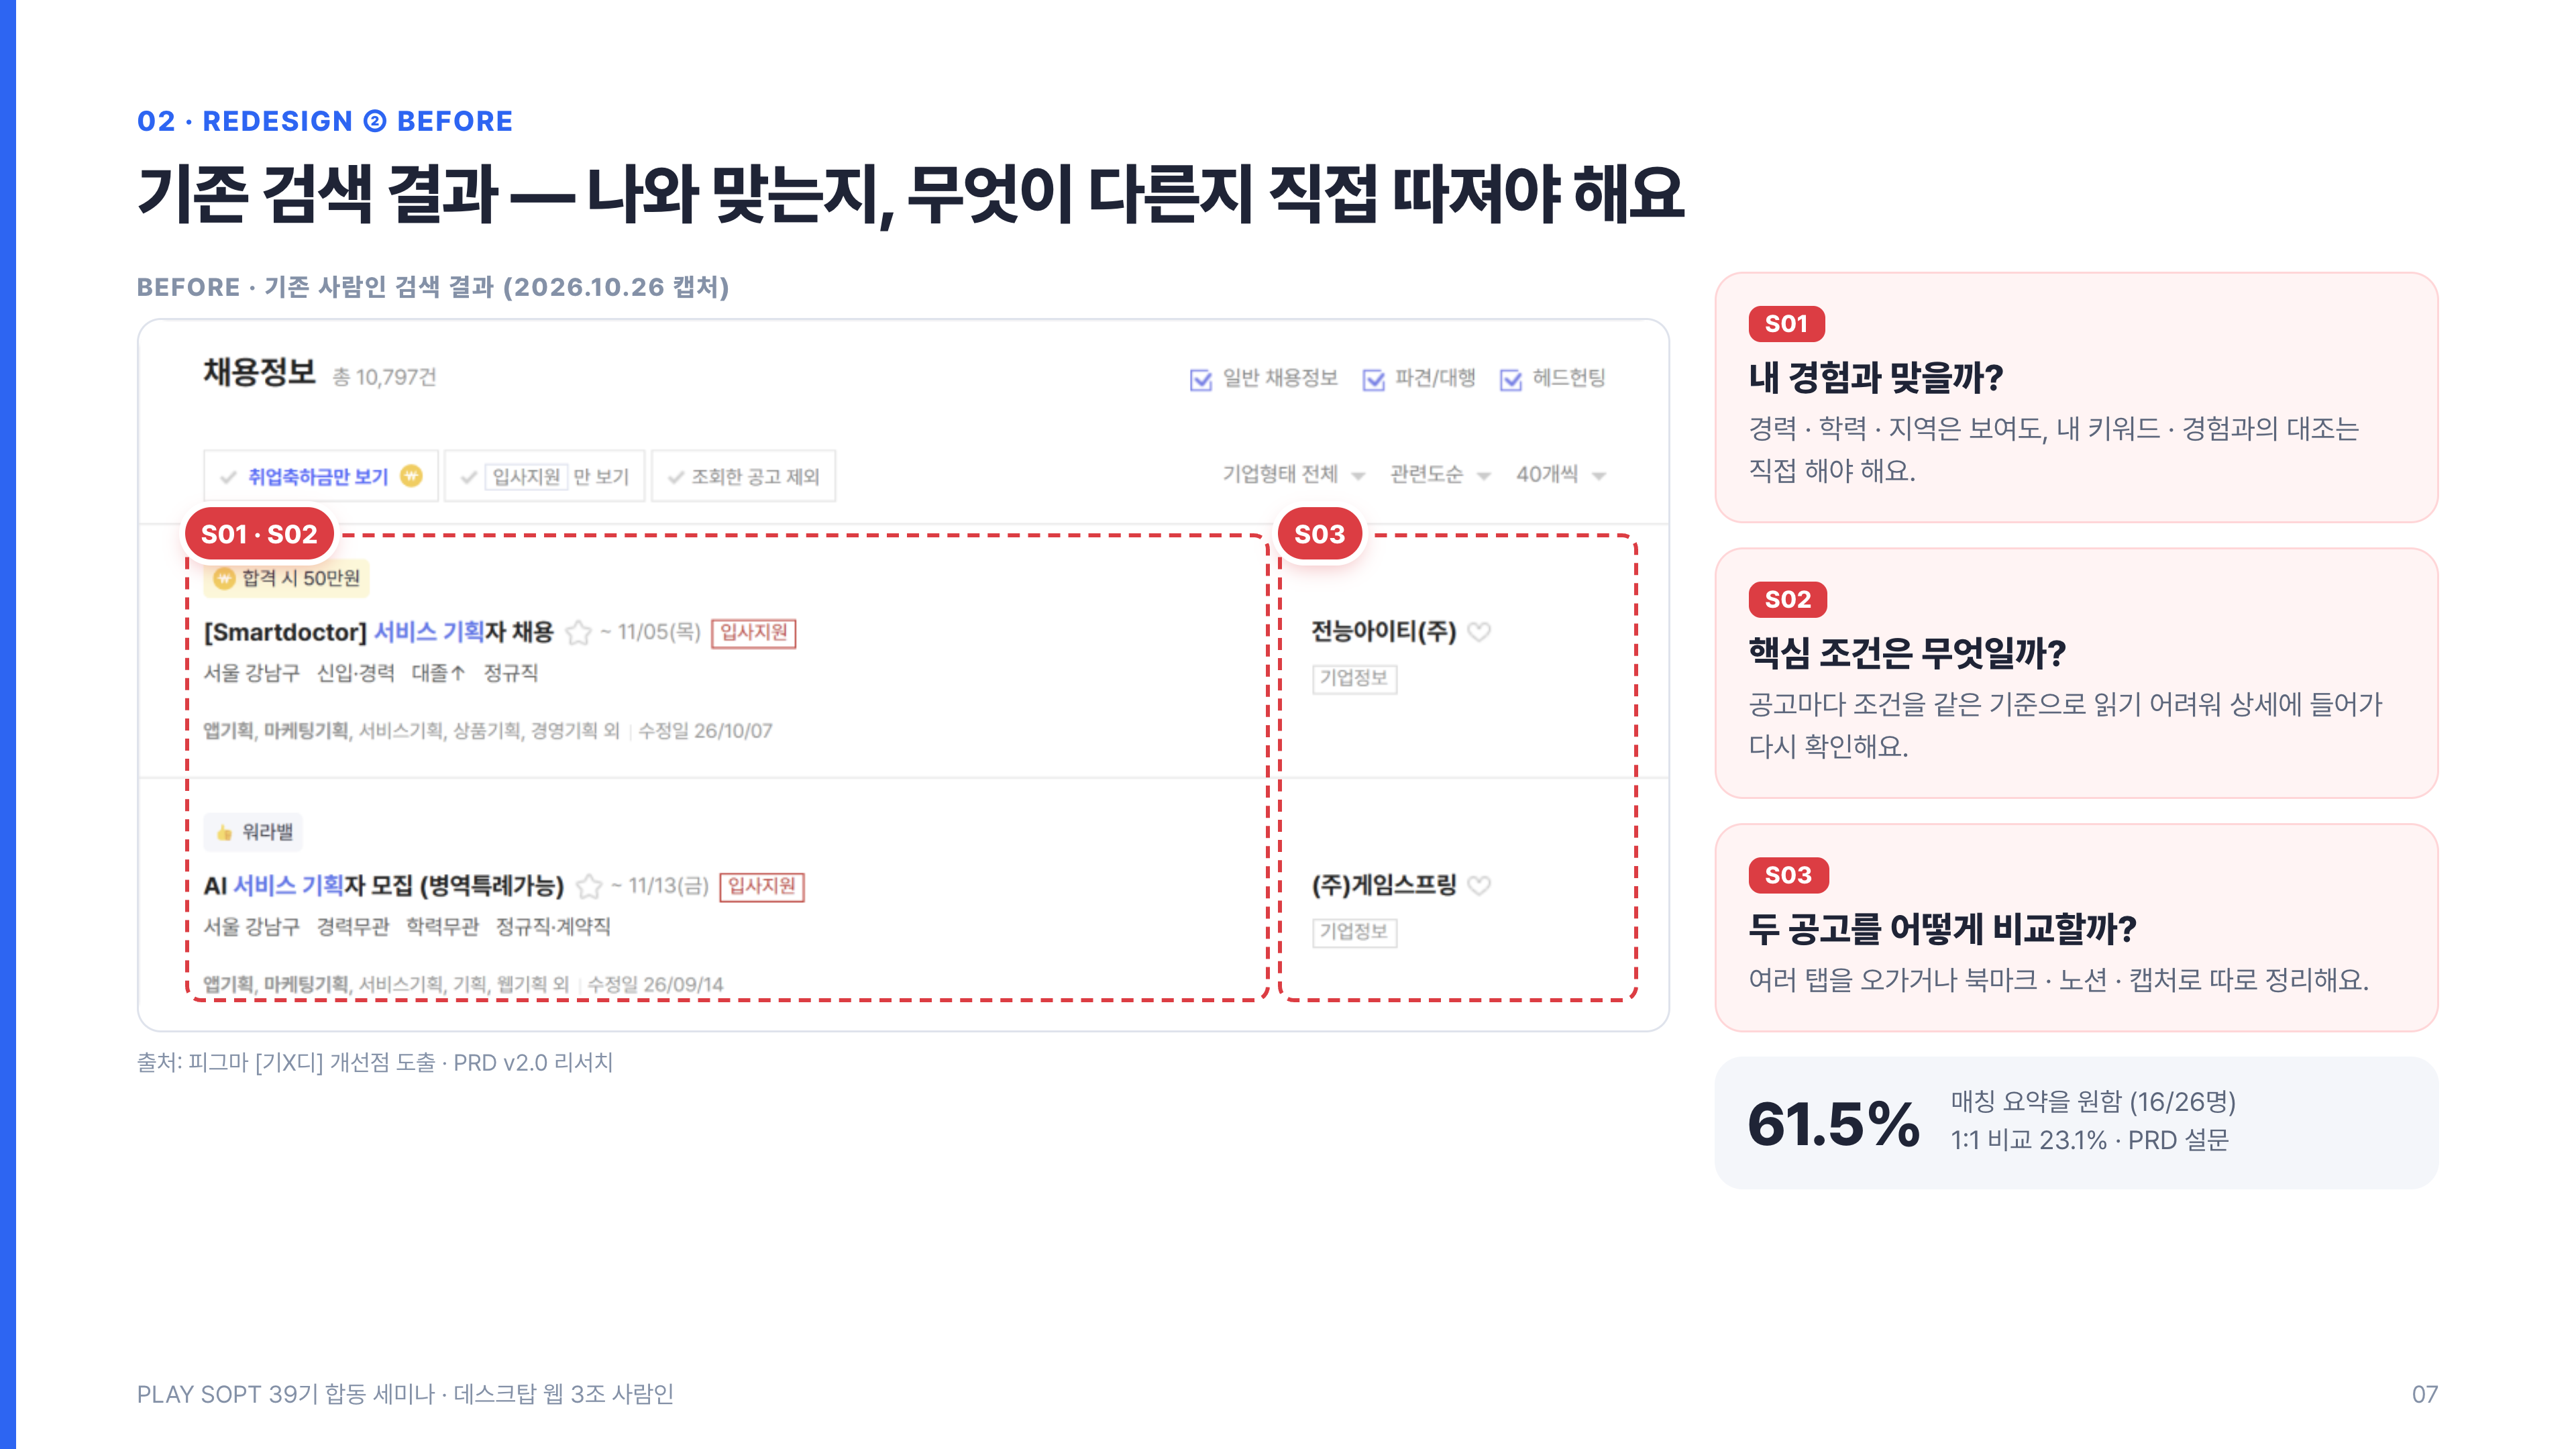 02 · REDESIGN ② BEFORE
기존 검색 결과 — 나와 맞는지, 무엇이 다른지 직접 따져야 해요
BEFORE · 기존 사람인 검색 결과 (2026.10.26 캡처)
채용정보 총 10,797건
일반 채용정보 파견/대행 헤드헌팅
취업축하금만 보기 입사지원 만 보기 조회한 공고 제외
기업형태 전체 관련도순 40개씩
S01 · S02
S03
합격 시 50만원
[Smartdoctor] 서비스 기획자 채용 ~ 11/05(목) 입사지원
전능아이티(주)
서울 강남구 신입·경력 대졸↑ 정규직
기업정보
앱기획, 마케팅기획, 서비스기획, 상품기획, 경영기획 외 | 수정일 26/10/07
워라밸
AI 서비스 기획자 모집 (병역특례가능) ~ 11/13(금) 입사지원
(주)게임스프링
서울 강남구 경력무관 학력무관 정규직·계약직
기업정보
앱기획, 마케팅기획, 서비스기획, 기획, 웹기획 외 | 수정일 26/09/14
출처: 피그마 [기X디] 개선점 도출 · PRD v2.0 리서치
S01
내 경험과 맞을까?
경력 · 학력 · 지역은 보여도, 내 키워드 · 경험과의 대조는
직접 해야 해요.
S02
핵심 조건은 무엇일까?
공고마다 조건을 같은 기준으로 읽기 어려워 상세에 들어가
다시 확인해요.
S03
두 공고를 어떻게 비교할까?
여러 탭을 오가거나 북마크 · 노션 · 캡처로 따로 정리해요.
61.5%
매칭 요약을 원함 (16/26명)
1:1 비교 23.1% · PRD 설문
PLAY SOPT 39기 합동 세미나 · 데스크탑 웹 3조 사람인
07